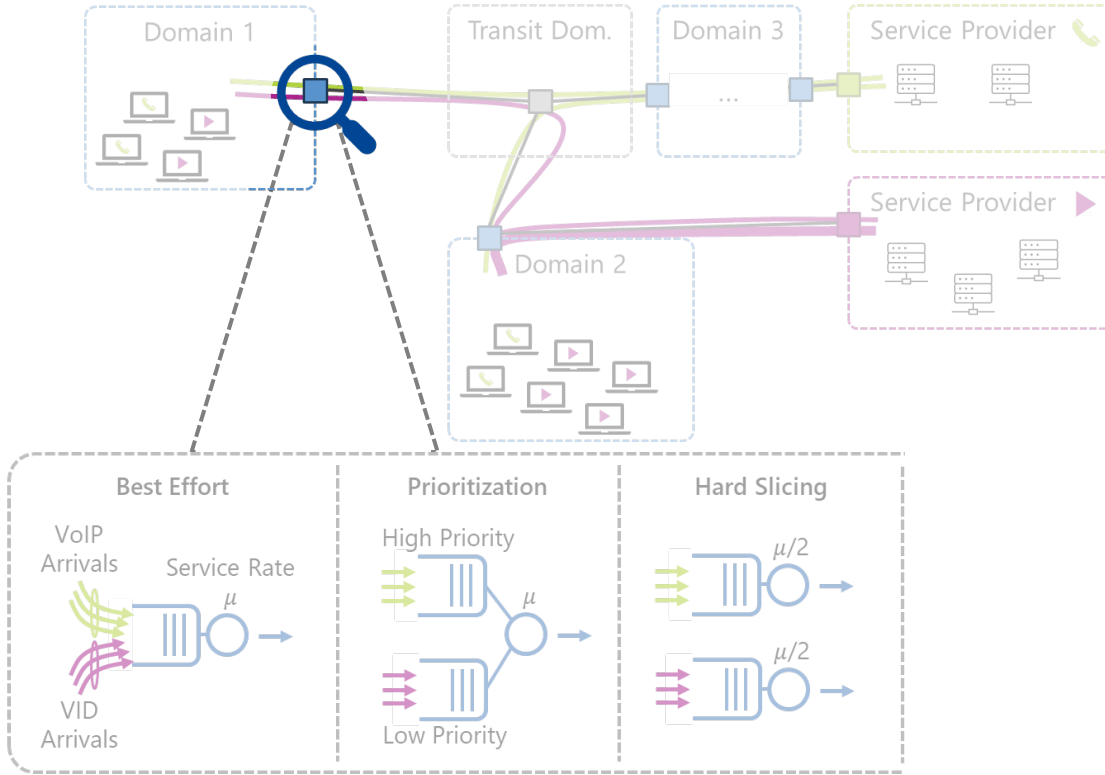 Domain 1
Transit Dom.
Domain 3
Service Provider
...
Service Provider
Domain 2
Best Effort
Prioritization
Hard Slicing
VoIP
Arrivals
Service Rate
μ
VID
Arrivals
High Priority
μ
Low Priority
μ/2
μ/2